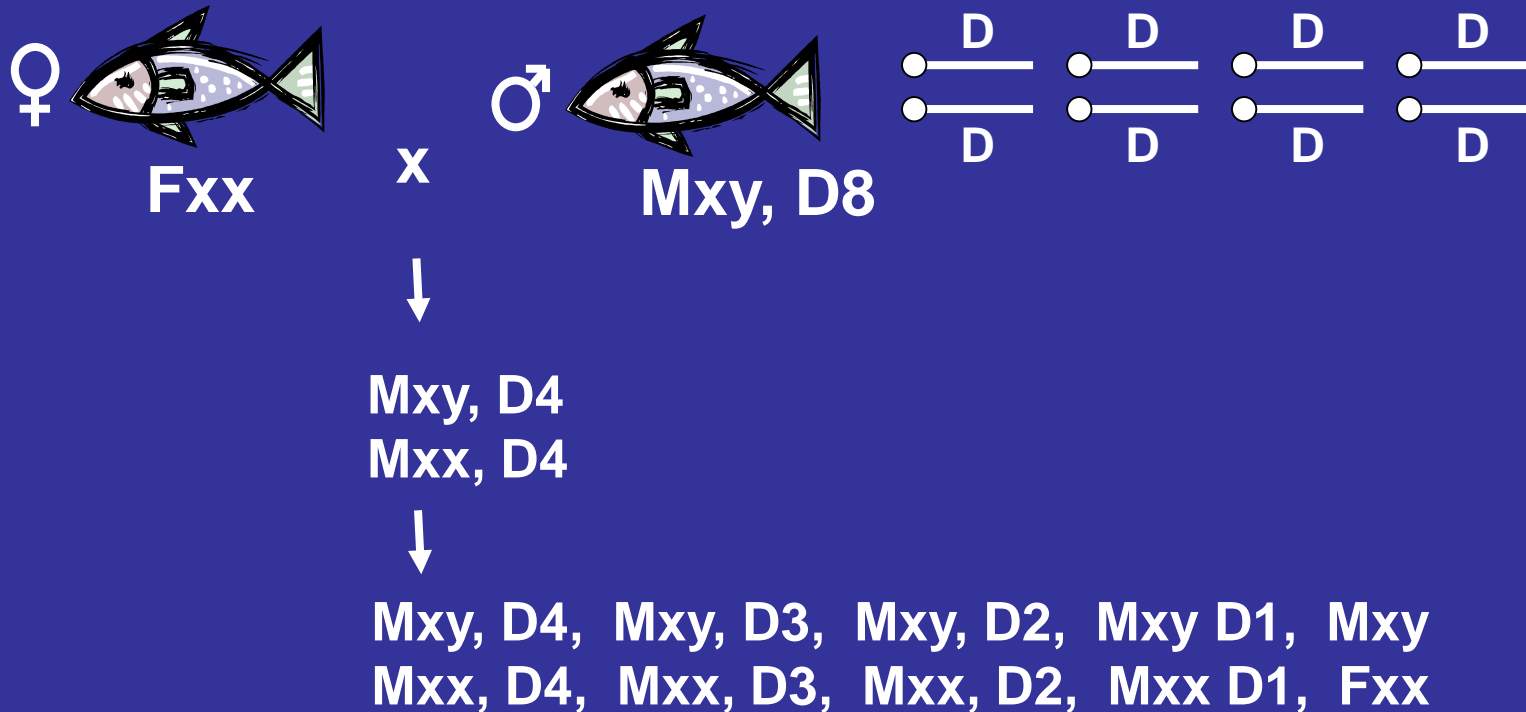 D D D D
D D D D
♀ ♂
Fxx x Mxy, D8
Mxy, D4
Mxx, D4
Mxy, D4, Mxy, D3, Mxy, D2, Mxy D1, Mxy
Mxx, D4, Mxx, D3, Mxx, D2, Mxx D1, Fxx